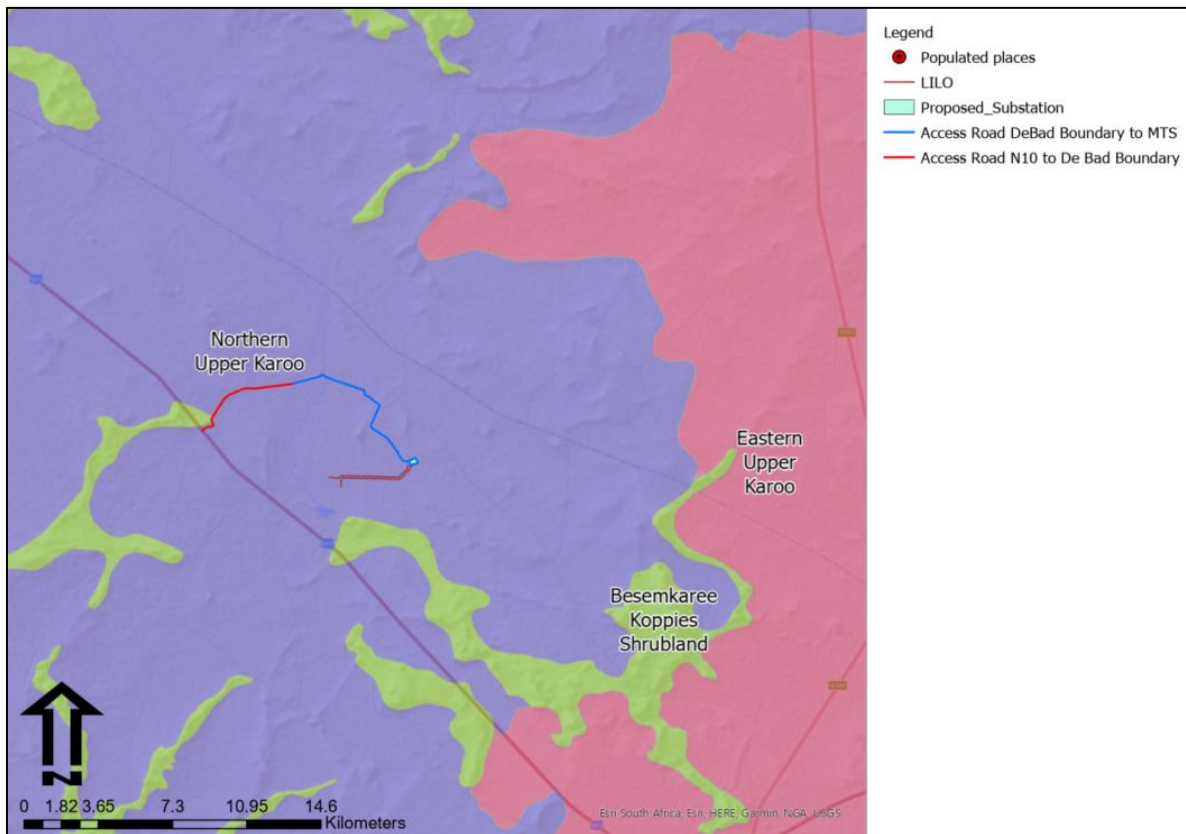 Legend
Populated places
LILO
Proposed_Substation
Access Road DeBad Boundary to MTS
Access Road N10 to De Bad Boundary
Northern
Upper Karoo
Eastern
Upper
Karoo
Besemkaree
Koppies
Shrubland
N
0 1.82 3.65 7.3 10.95 14.6
Kilometers
Esri South Africa, Esri, HERE, Garmin, NGA, USGS